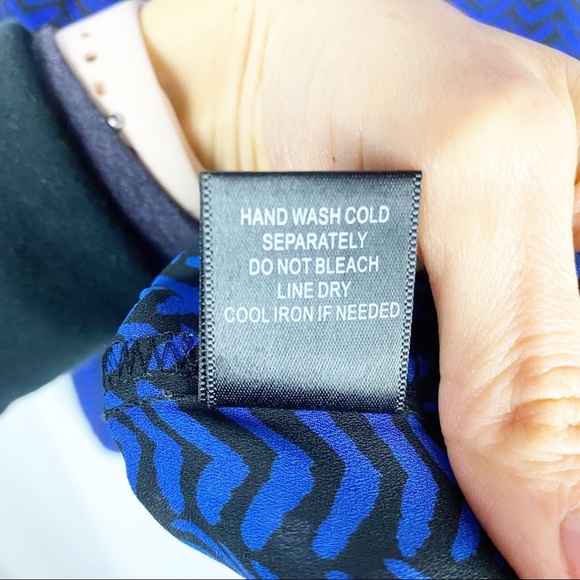 HAND WASH COLD
SEPARATELY
DO NOT BLEACH
LINE DRY
COOL IRON IF NEEDED